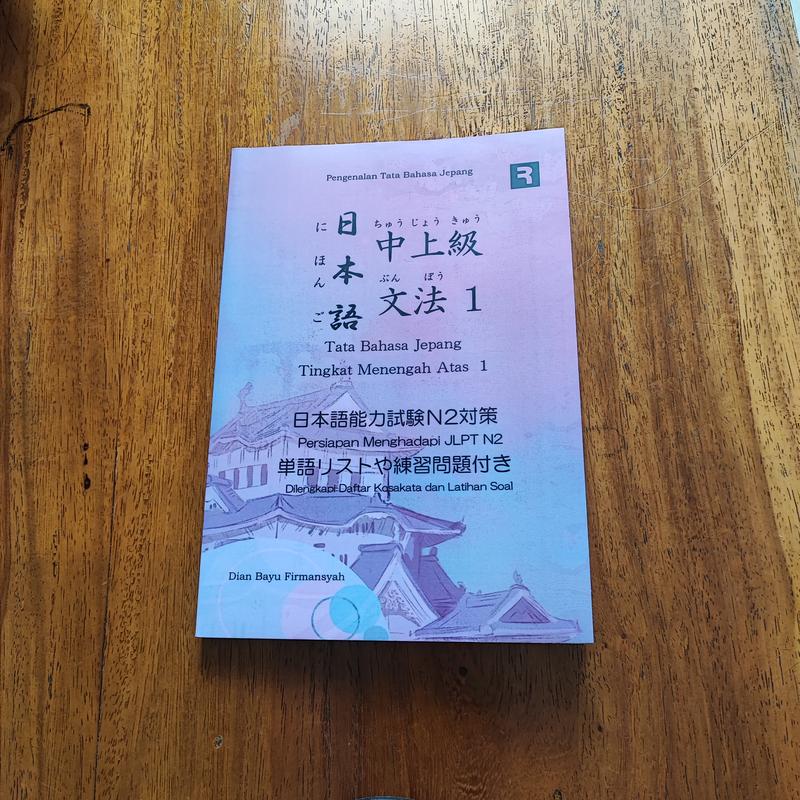 Pengenalan Tata Bahasa Jepang
日本語
にほんご
ちゅう じょう きゅう
中上級
ぶん ぽう
文法 1
Tata Bahasa Jepang
Tingkat Menengah Atas 1
日本語能力試験N2対策
Persiapan Menghadapi JLPT N2
単語リストや練習問題付き
Dilengkapi Daftar Kosakata dan Latihan Soal
Dian Bayu Firmansyah